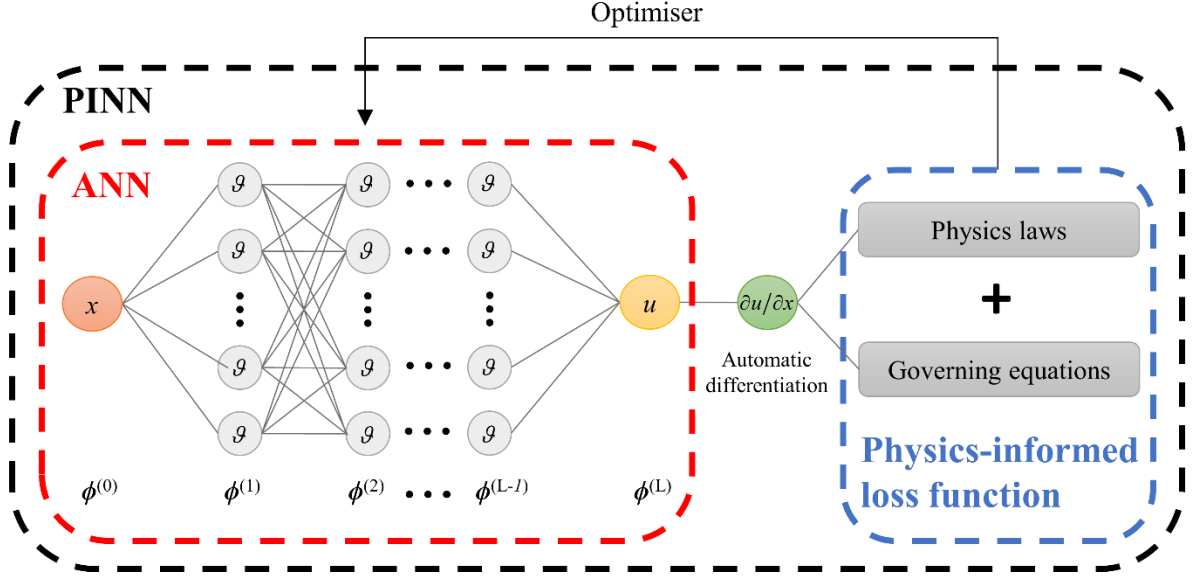 Optimiser
PINN
ANN
ϑ ϑ ϑ
ϑ ϑ ϑ
x u ∂u/∂x
ϑ ϑ ϑ
ϑ ϑ ϑ
ϕ(0) ϕ(1) ϕ(2) ϕ(L-1) ϕ(L)
Automatic
differentiation
Physics laws
+
Governing equations
Physics-informed
loss function